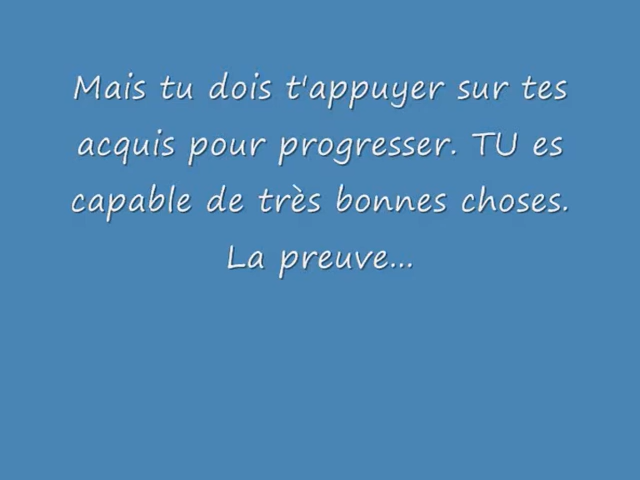 Mais tu dois t'appuyer sur tes
acquis pour progresser. TU es
capable de très bonnes choses.
La preuve...